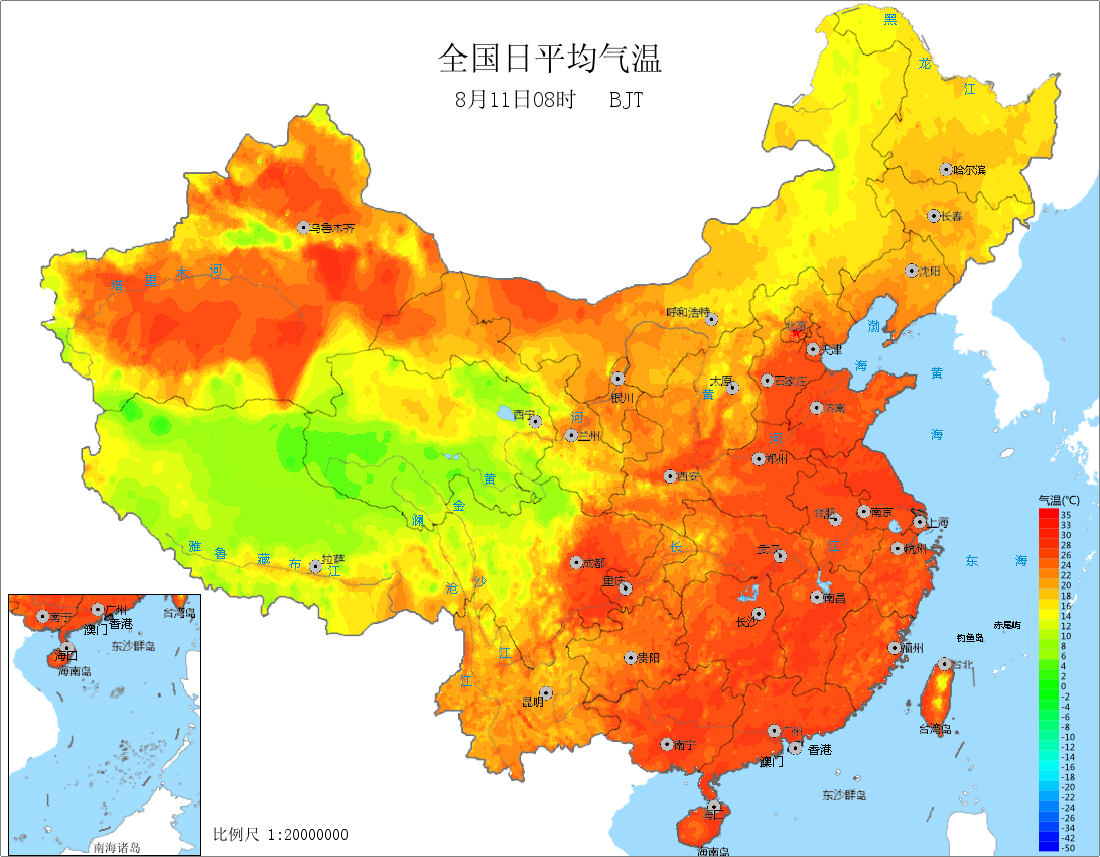 全国日平均气温
8月11日08时 BJT
黑
龙
江
哈尔滨
长春
沈阳
乌鲁木齐
塔 里 木 河
呼和浩特
北京
天津
渤
海
黄
海
银川
太原
石家庄
济南
黄
河
西宁
兰州
河
黄
郑州
西安
金
澜
合肥
南京
上海
杭州
江
东 海
雅 鲁 藏 布 江
拉萨
成都
重庆
长
武汉
沧
沙
江
江
南昌
长沙
贵阳
昆明
福州
台北
台湾岛
钓鱼岛
赤尾屿
南宁
广州
香港
澳门
东沙群岛
海口
海南岛
气温(℃)
35
33
30
28
26
24
22
20
18
16
14
12
10
8
6
4
2
0
-2
-4
-6
-8
-10
-12
-14
-16
-18
-20
-22
-24
-26
-34
-42
-50
南宁
广州
香港
澳门
台湾岛
东沙群岛
海口
海南岛
南海诸岛
比例尺 1:20000000